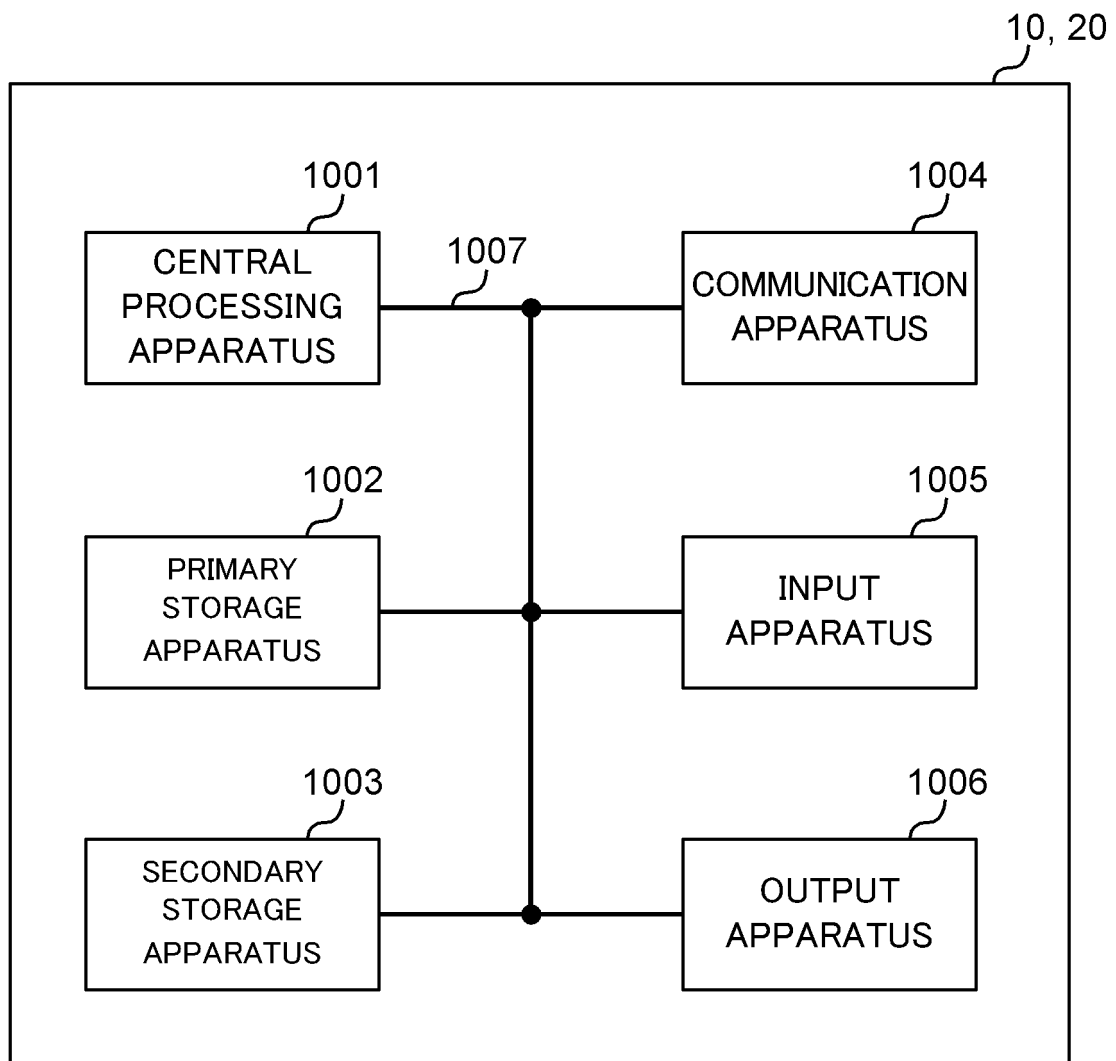 10, 20
1001
CENTRAL
PROCESSING
APPARATUS
1007
1004
COMMUNICATION
APPARATUS
1002
PRIMARY
STORAGE
APPARATUS
1005
INPUT
APPARATUS
1003
SECONDARY
STORAGE
APPARATUS
1006
OUTPUT
APPARATUS